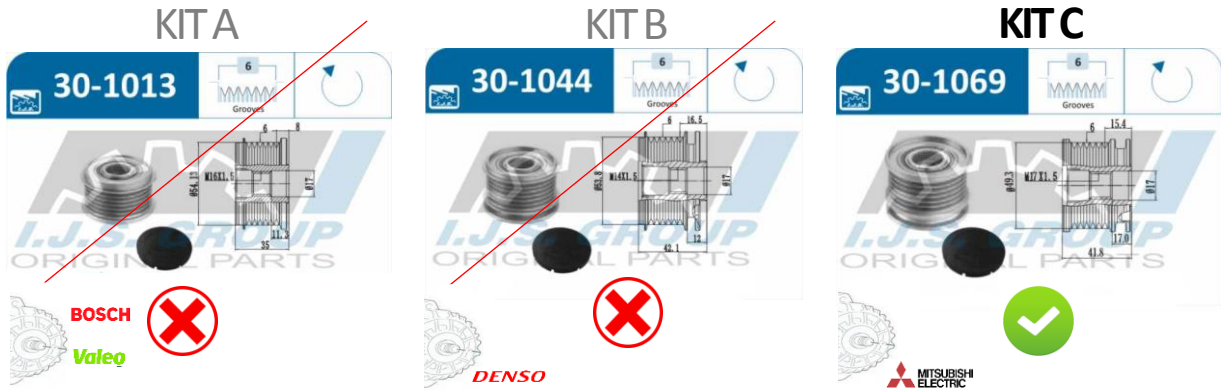 KIT A
30-1013
6
Grooves
6
8
Ø54.13
M16X1.5
Ø17
11.3
35
I.J.S. GROUP
ORIGINAL PARTS
BOSCH
Valeo
KIT B
30-1044
6
Grooves
6
16.5
Ø53.8
M14X1.5
Ø17
12
42.1
I.J.S. GROUP
ORIGINAL PARTS
DENSO
KIT C
30-1069
6
Grooves
6
15.4
Ø49.3
M17X1.5
Ø17
17.0
41.8
I.J.S. GROUP
ORIGINAL PARTS
MITSUBISHI
ELECTRIC